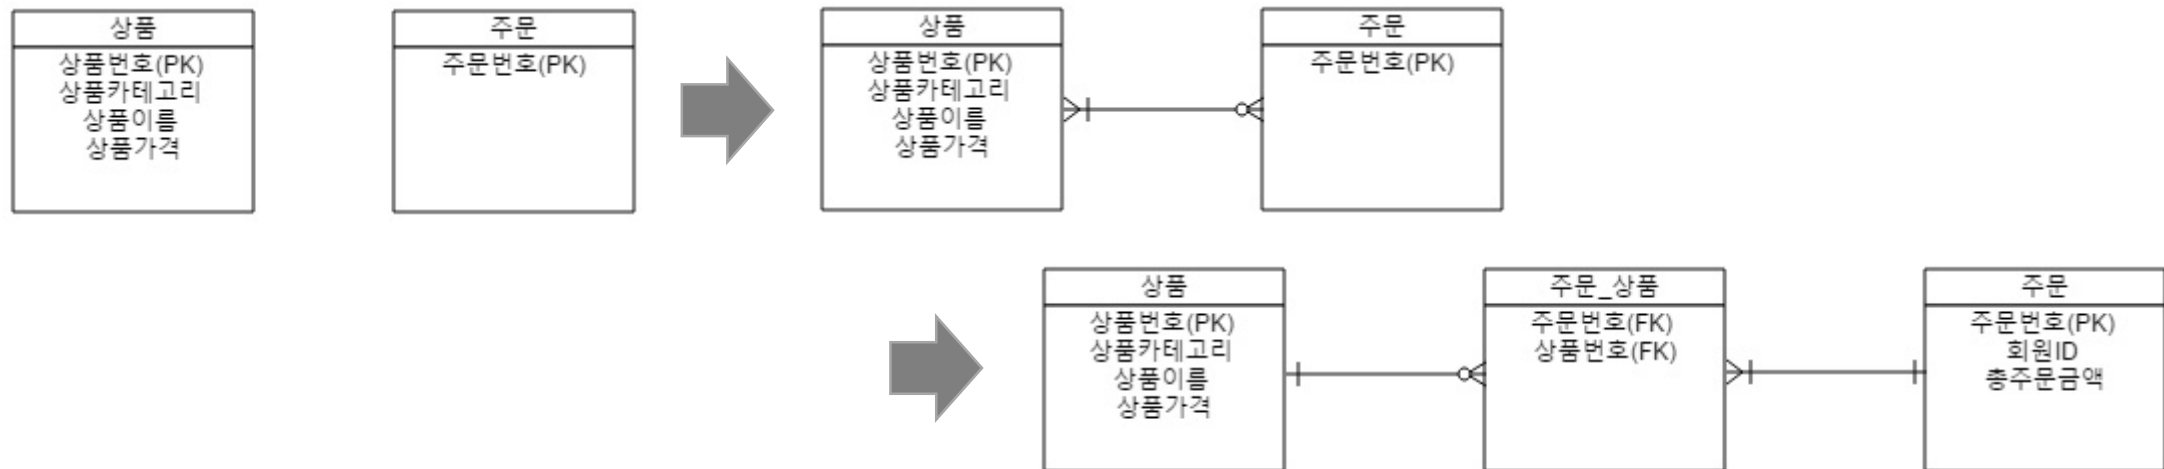 상품
상품번호(PK)
상품카테고리
상품이름
상품가격
주문
주문번호(PK)
상품
상품번호(PK)
상품카테고리
상품이름
상품가격
주문
주문번호(PK)
상품
상품번호(PK)
상품카테고리
상품이름
상품가격
주문_상품
주문번호(FK)
상품번호(FK)
주문
주문번호(PK)
회원ID
총주문금액